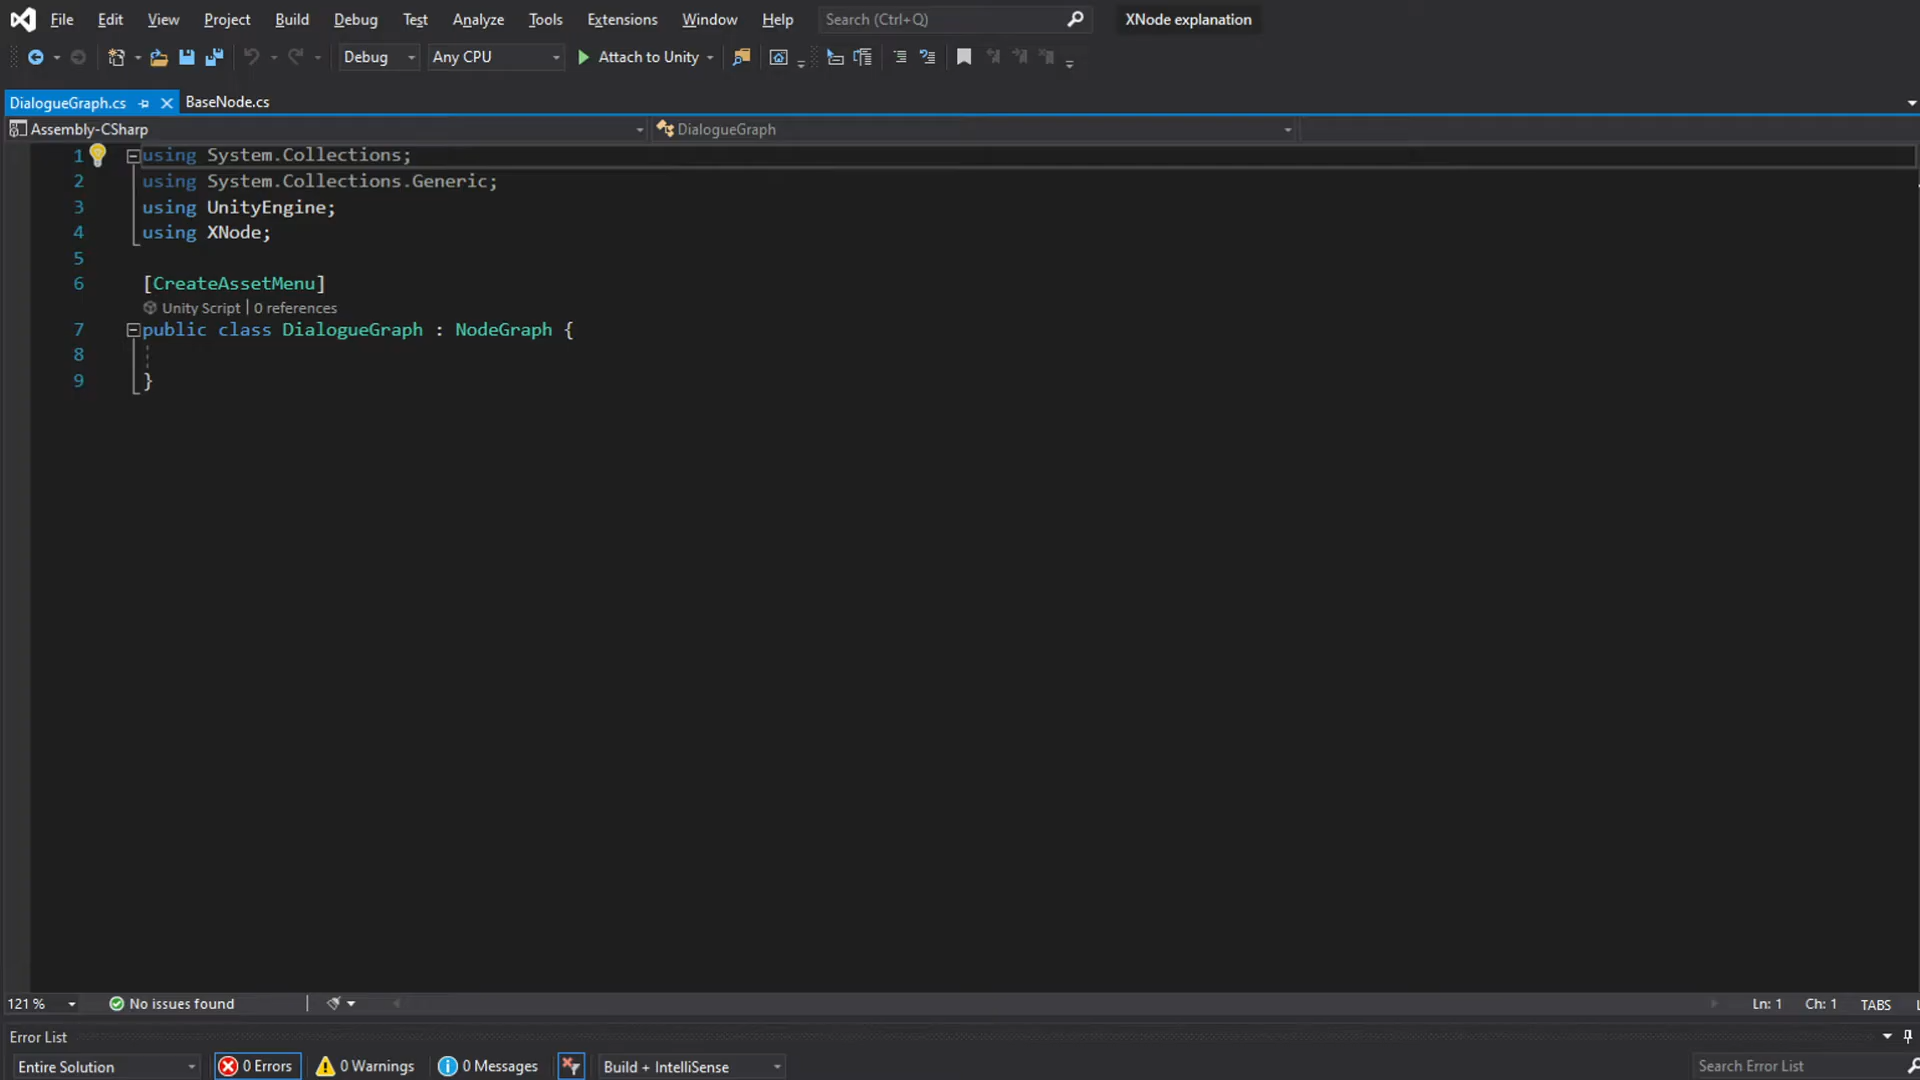 File Edit View Project Build Debug Test Analyze Tools Extensions Window Help Search (Ctrl+Q) XNode explanation
Debug Any CPU Attach to Unity
DialogueGraph.cs BaseNode.cs
Assembly-CSharp DialogueGraph
1 using System.Collections;
2 using System.Collections.Generic;
3 using UnityEngine;
4 using XNode;
5
6 [CreateAssetMenu]
Unity Script | 0 references
7 public class DialogueGraph : NodeGraph {
8
9 }
121 % No issues found Ln: 1 Ch: 1 TABS
Error List
Entire Solution 0 Errors 0 Warnings 0 Messages Build + IntelliSense Search Error List